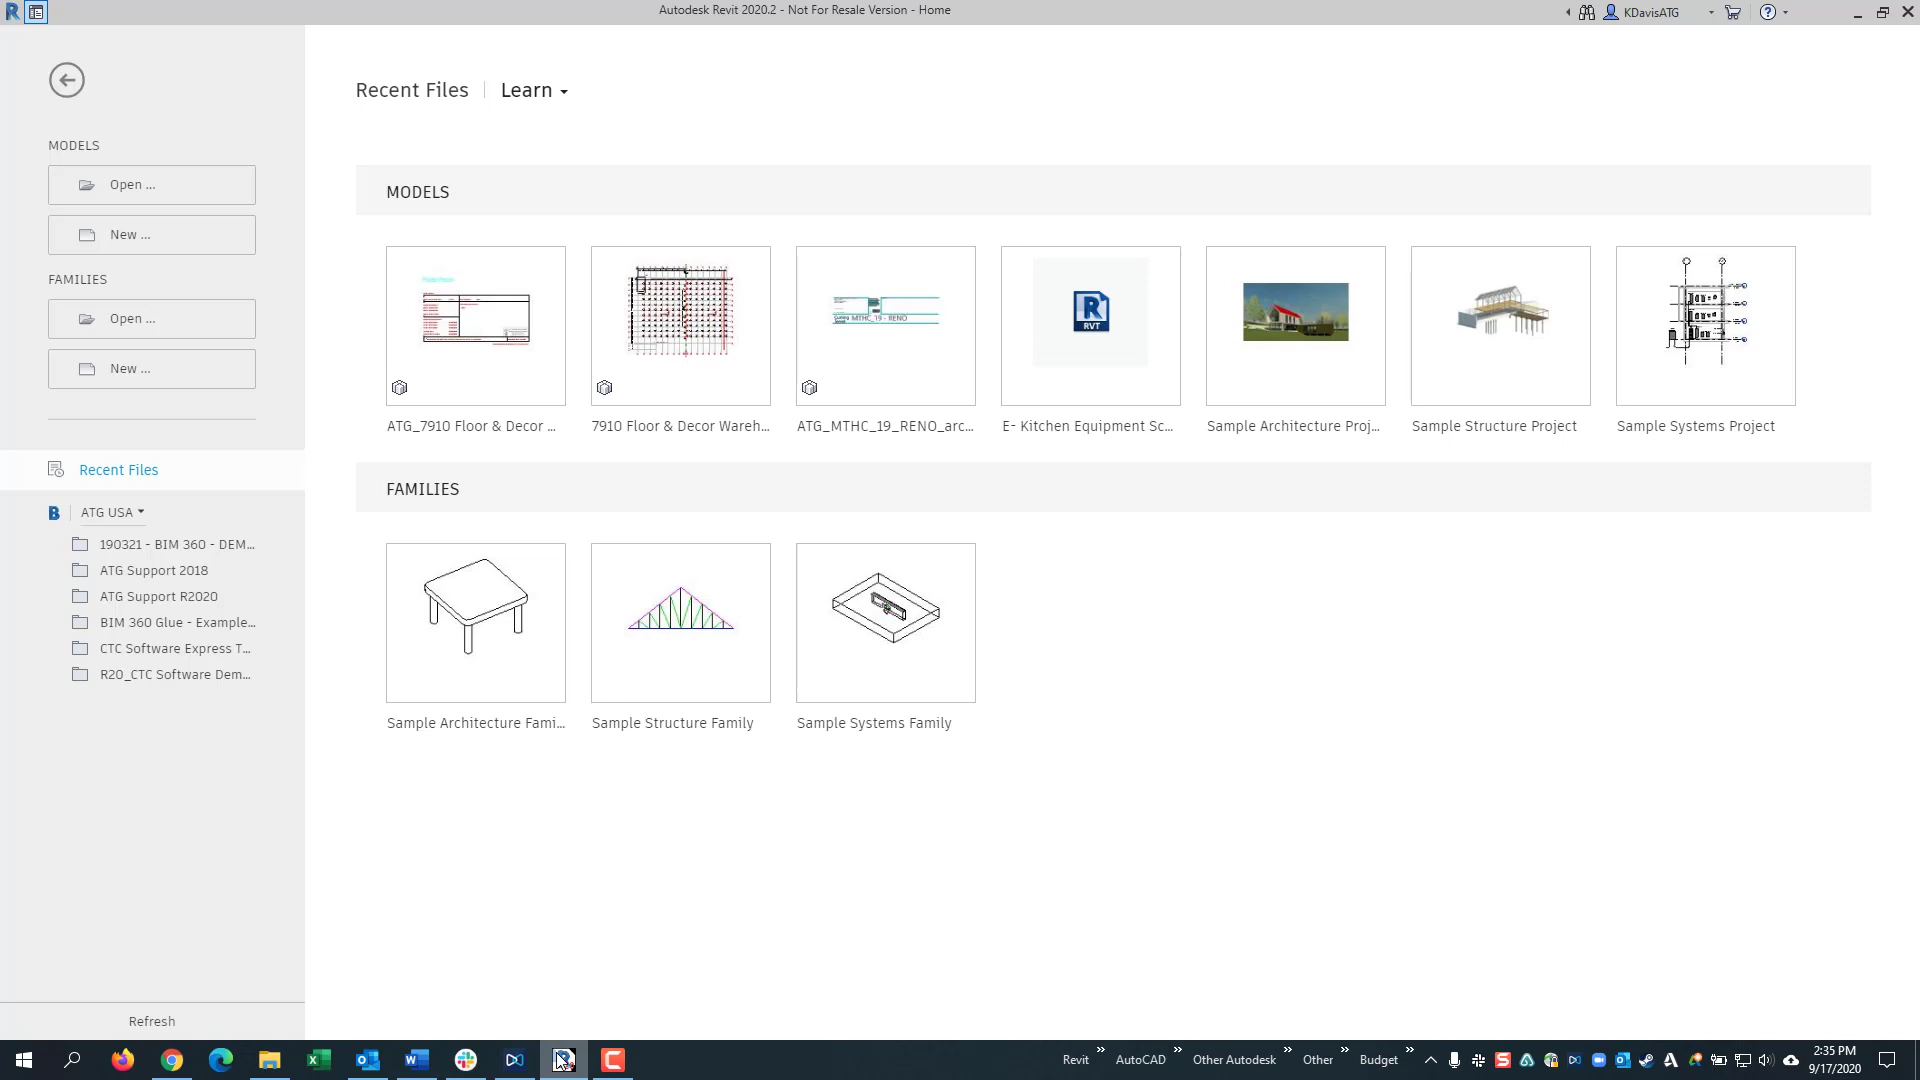 Autodesk Revit 2020.2 - Not For Resale Version - Home
KDavisATG
Recent Files
Learn
MODELS
Open ...
New ...
FAMILIES
Open ...
New ...
Recent Files
ATG USA
190321 - BIM 360 - DEM...
ATG Support 2018
ATG Support R2020
BIM 360 Glue - Example...
CTC Software Express T...
R20_CTC Software Dem...
Refresh
MODELS
MTHC_19 - RENO
R
RVT
ATG_7910 Floor & Decor ...
7910 Floor & Decor Wareh...
ATG_MTHC_19_RENO_arc...
E- Kitchen Equipment Sc...
Sample Architecture Proj...
Sample Structure Project
Sample Systems Project
FAMILIES
Sample Architecture Fami...
Sample Structure Family
Sample Systems Family
Revit
AutoCAD
Other Autodesk
Other
Budget
2:35 PM
9/17/2020